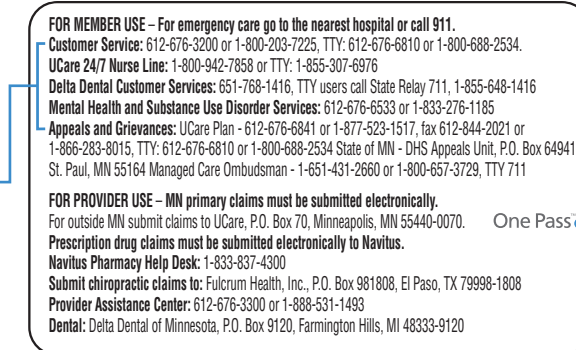 FOR MEMBER USE – For emergency care go to the nearest hospital or call 911.
Customer Service: 612-676-3200 or 1-800-203-7225, TTY: 612-676-6810 or 1-800-688-2534.
UCare 24/7 Nurse Line: 1-800-942-7858 or TTY: 1-855-307-6976
Delta Dental Customer Services: 651-768-1416, TTY users call State Relay 711, 1-855-648-1416
Mental Health and Substance Use Disorder Services: 612-676-6533 or 1-833-276-1185
Appeals and Grievances: UCare Plan - 612-676-6841 or 1-877-523-1517, fax 612-844-2021 or
1-866-283-8015, TTY: 612-676-6810 or 1-800-688-2534 State of MN - DHS Appeals Unit, P.O. Box 64941
St. Paul, MN 55164 Managed Care Ombudsman - 1-651-431-2660 or 1-800-657-3729, TTY 711
FOR PROVIDER USE – MN primary claims must be submitted electronically.
For outside MN submit claims to UCare, P.O. Box 70, Minneapolis, MN 55440-0070.
One Pass
Prescription drug claims must be submitted electronically to Navitus.
Navitus Pharmacy Help Desk: 1-833-837-4300
Submit chiropractic claims to: Fulcrum Health, Inc., P.O. Box 981808, El Paso, TX 79998-1808
Provider Assistance Center: 612-676-3300 or 1-888-531-1493
Dental: Delta Dental of Minnesota, P.O. Box 9120, Farmington Hills, MI 48333-9120